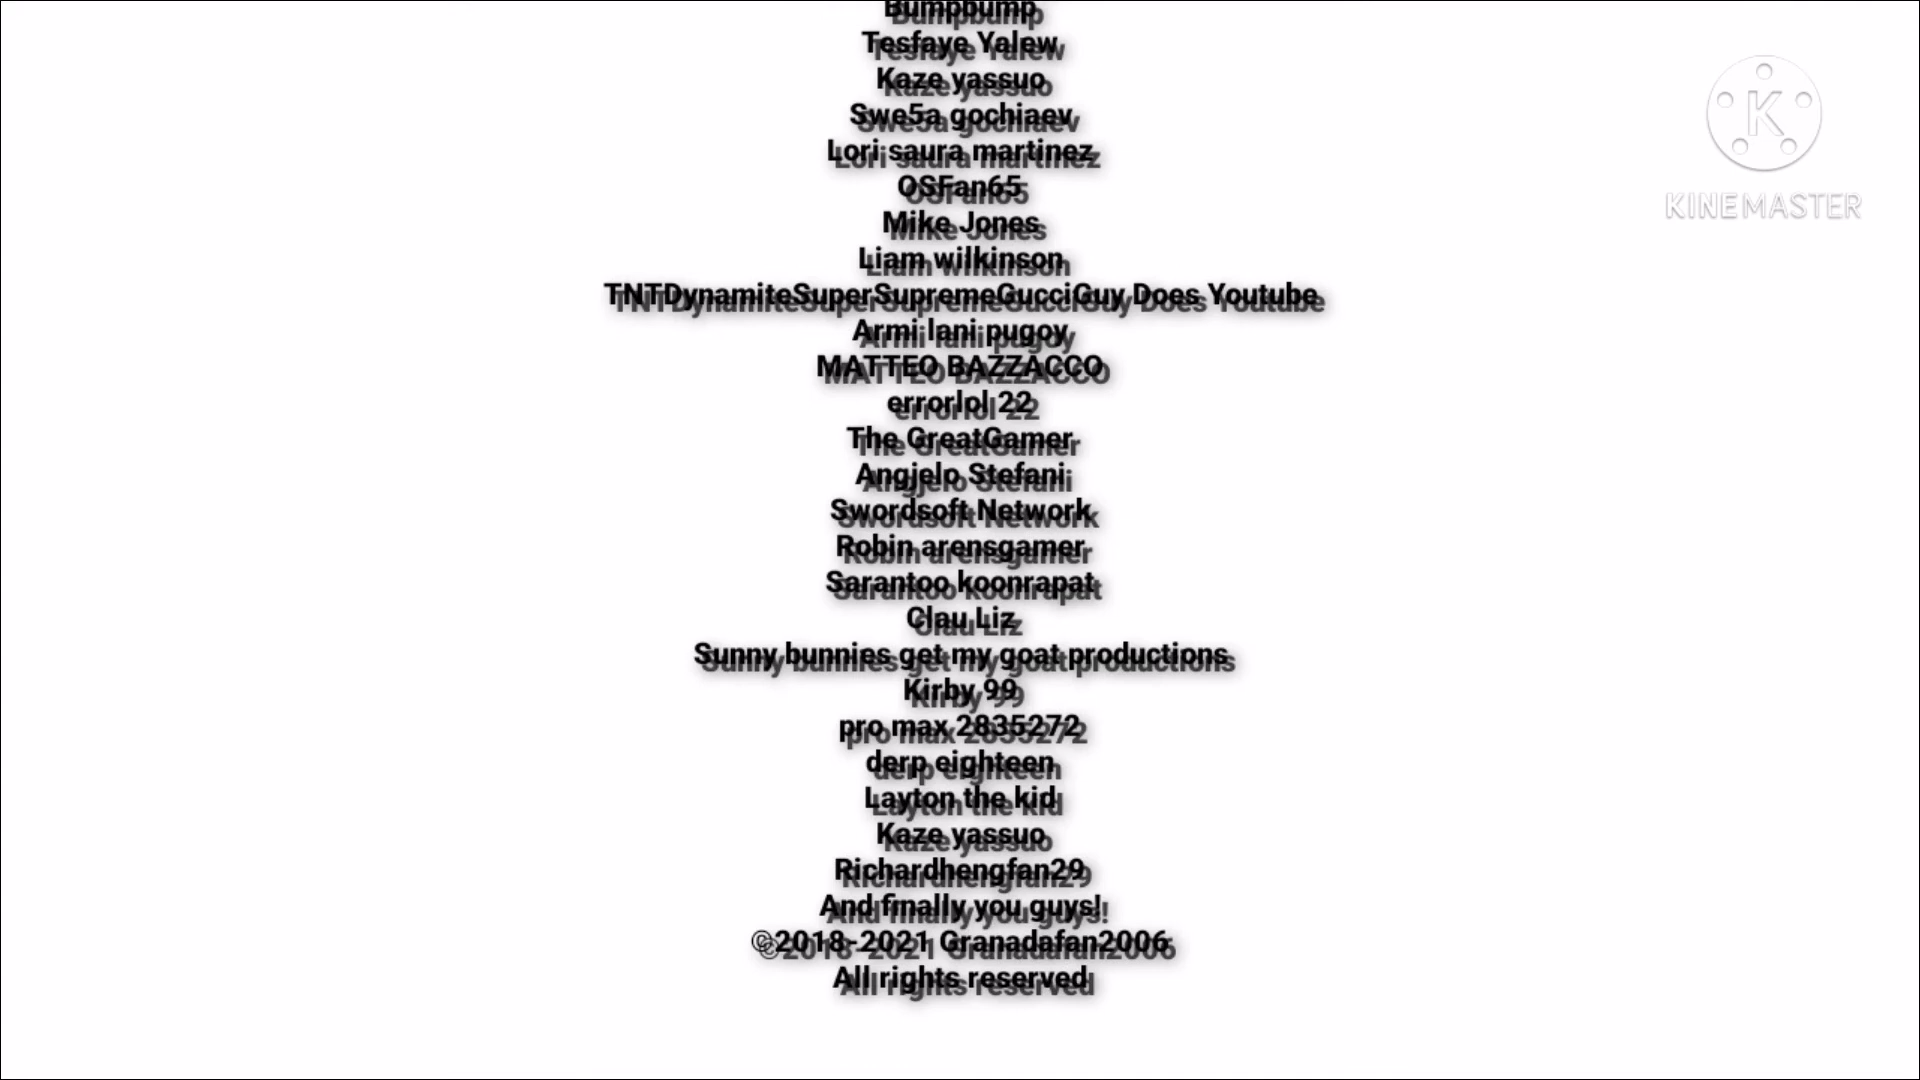 Bumpbump
Tesfaye Yalew
Kaze yassuo
Swe5a gochiaev
Lori saura martinez
OSFan65
Mike Jones
Liam wilkinson
TNTDynamiteSuperSupremeGucciGuy Does Youtube
Armi lani pugoy
MATTEO BAZZACCO
errorlol 22
The GreatGamer
Angjelo Stefani
Swordsoft Network
Robin arensgamer
Sarantoo koonrapat
Clau Liz
Sunny bunnies get my goat productions
Kirby 99
pro max 2835272
derp eighteen
Layton the kid
Kaze yassuo
Richardhengfan29
And finally you guys!
©2018-2021 Granadafan2006
All rights reserved
K
KINEMASTER